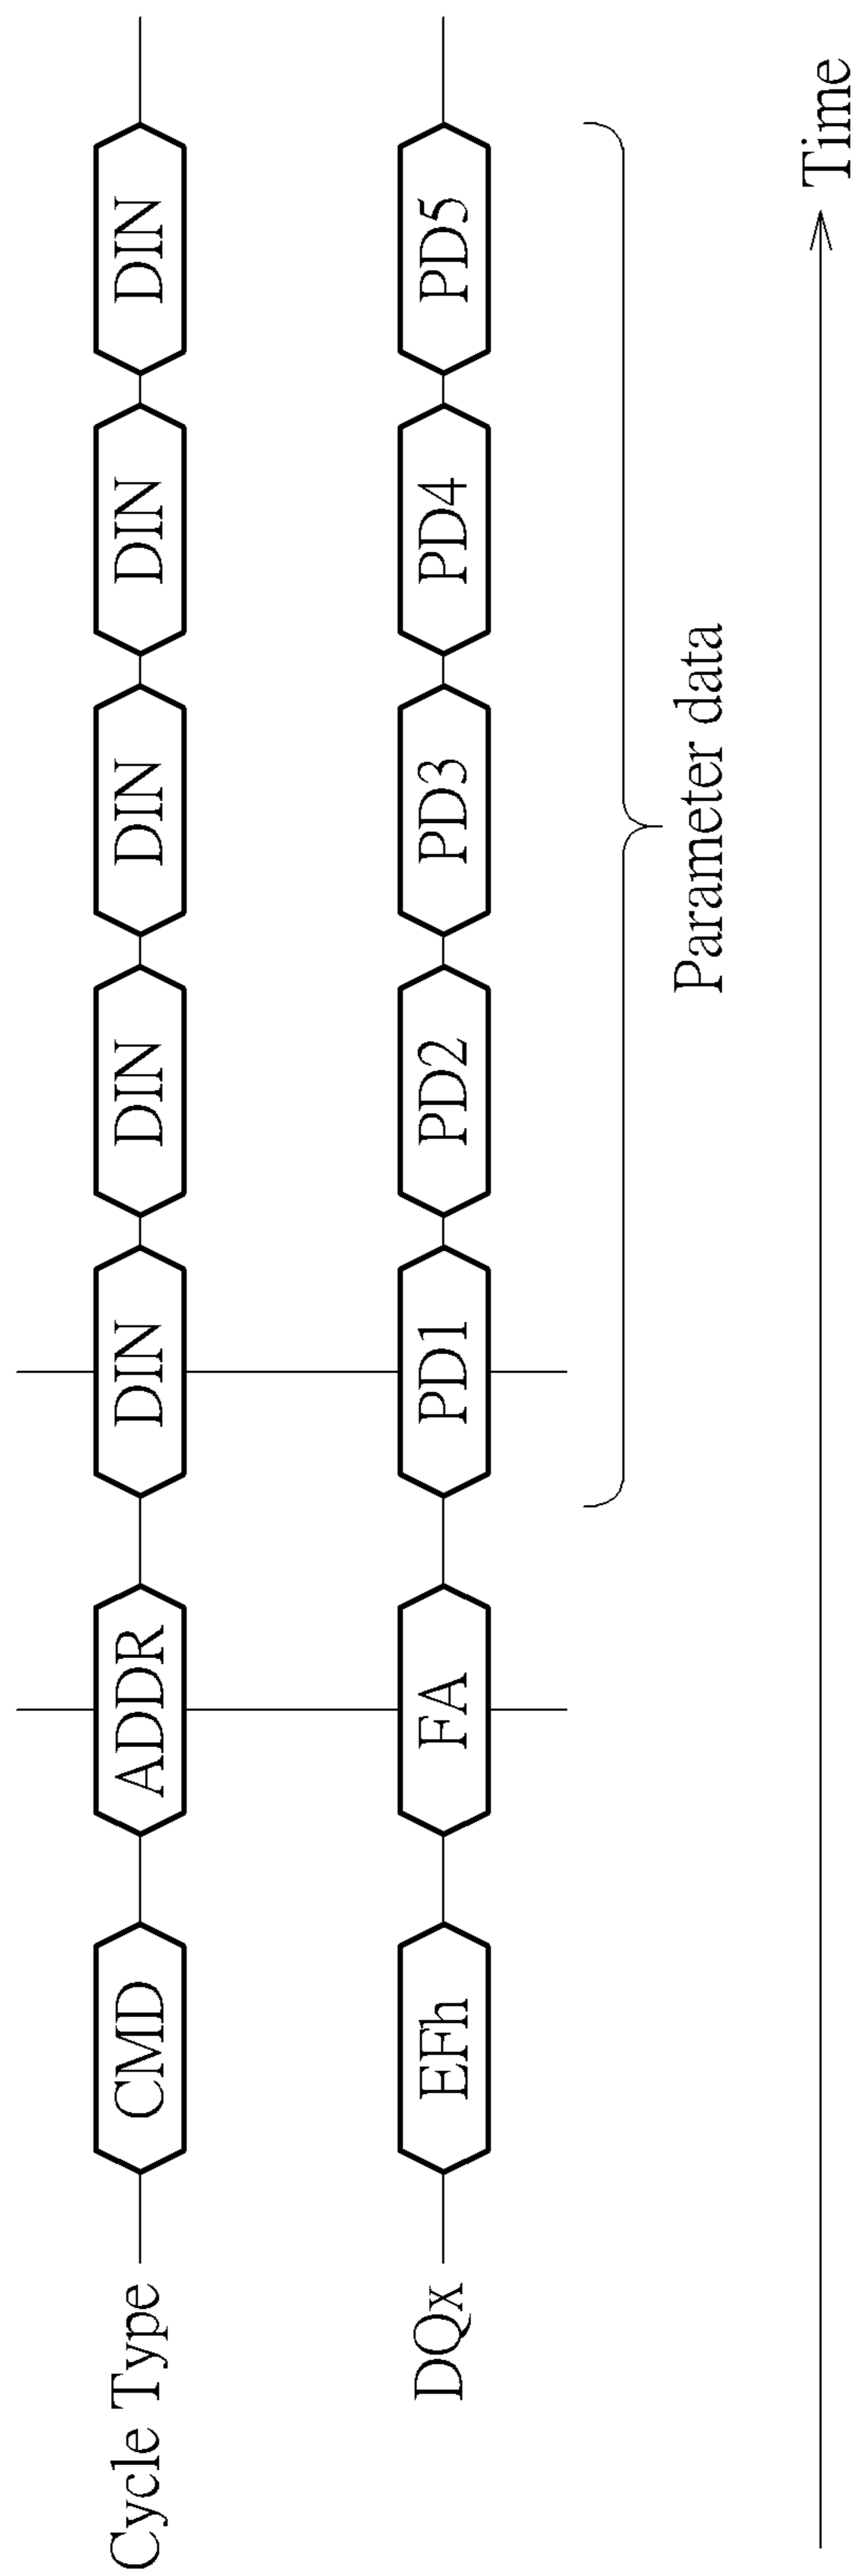 Cycle Type CMD ADDR DIN DIN DIN DIN DIN
DQx EFh FA PD1 PD2 PD3 PD4 PD5
Parameter data
Time